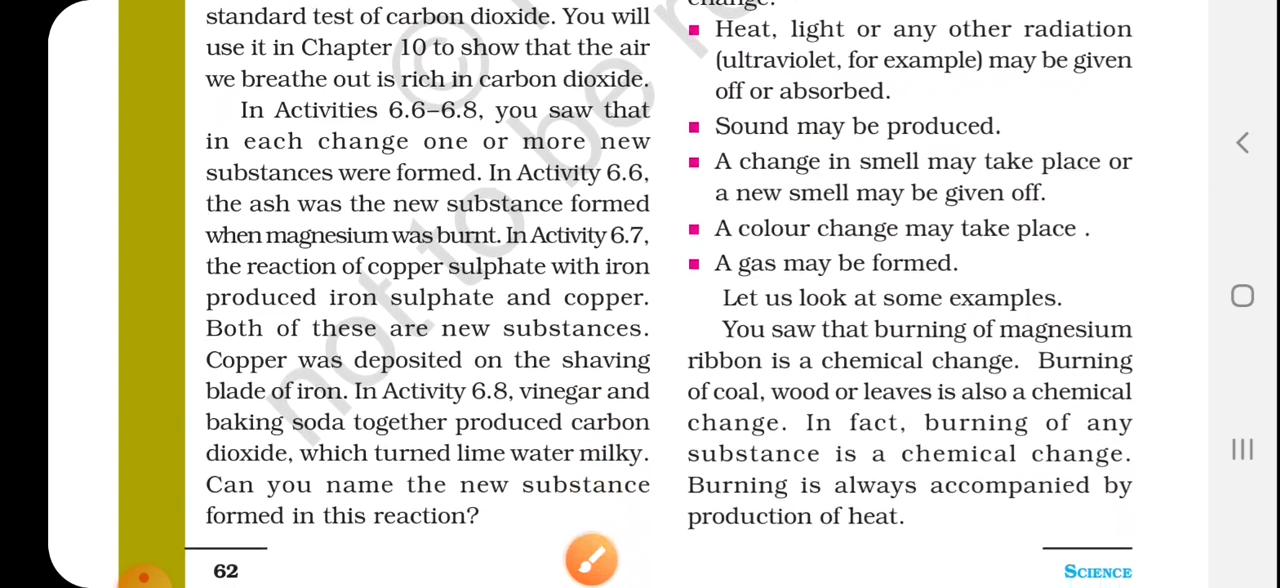 standard test of carbon dioxide. You will
use it in Chapter 10 to show that the air
we breathe out is rich in carbon dioxide.
In Activities 6.6–6.8, you saw that
in each change one or more new
substances were formed. In Activity 6.6,
the ash was the new substance formed
when magnesium was burnt. In Activity 6.7,
the reaction of copper sulphate with iron
produced iron sulphate and copper.
Both of these are new substances.
Copper was deposited on the shaving
blade of iron. In Activity 6.8, vinegar and
baking soda together produced carbon
dioxide, which turned lime water milky.
Can you name the new substance
formed in this reaction?
62
change.
Heat, light or any other radiation
(ultraviolet, for example) may be given
off or absorbed.
Sound may be produced.
A change in smell may take place or
a new smell may be given off.
A colour change may take place .
A gas may be formed.
Let us look at some examples.
You saw that burning of magnesium
ribbon is a chemical change. Burning
of coal, wood or leaves is also a chemical
change. In fact, burning of any
substance is a chemical change.
Burning is always accompanied by
production of heat.
SCIENCE
not to be r